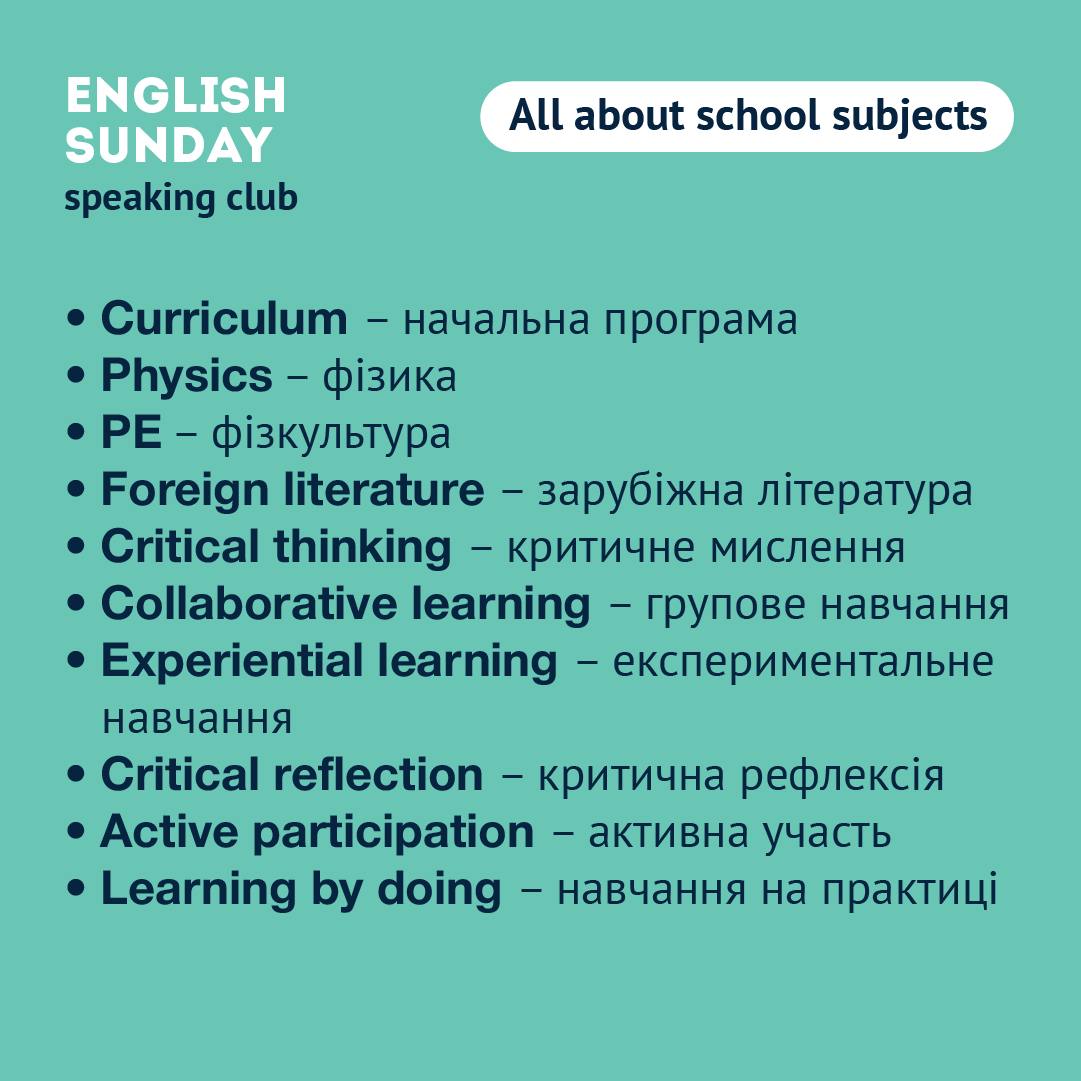 ENGLISH
SUNDAY
speaking club
All about school subjects
• Curriculum – начальна програма
• Physics – фізика
• PE – фізкультура
• Foreign literature – зарубіжна література
• Critical thinking – критичне мислення
• Collaborative learning – групове навчання
• Experiential learning – експериментальне
навчання
• Critical reflection – критична рефлексія
• Active participation – активна участь
• Learning by doing – навчання на практиці